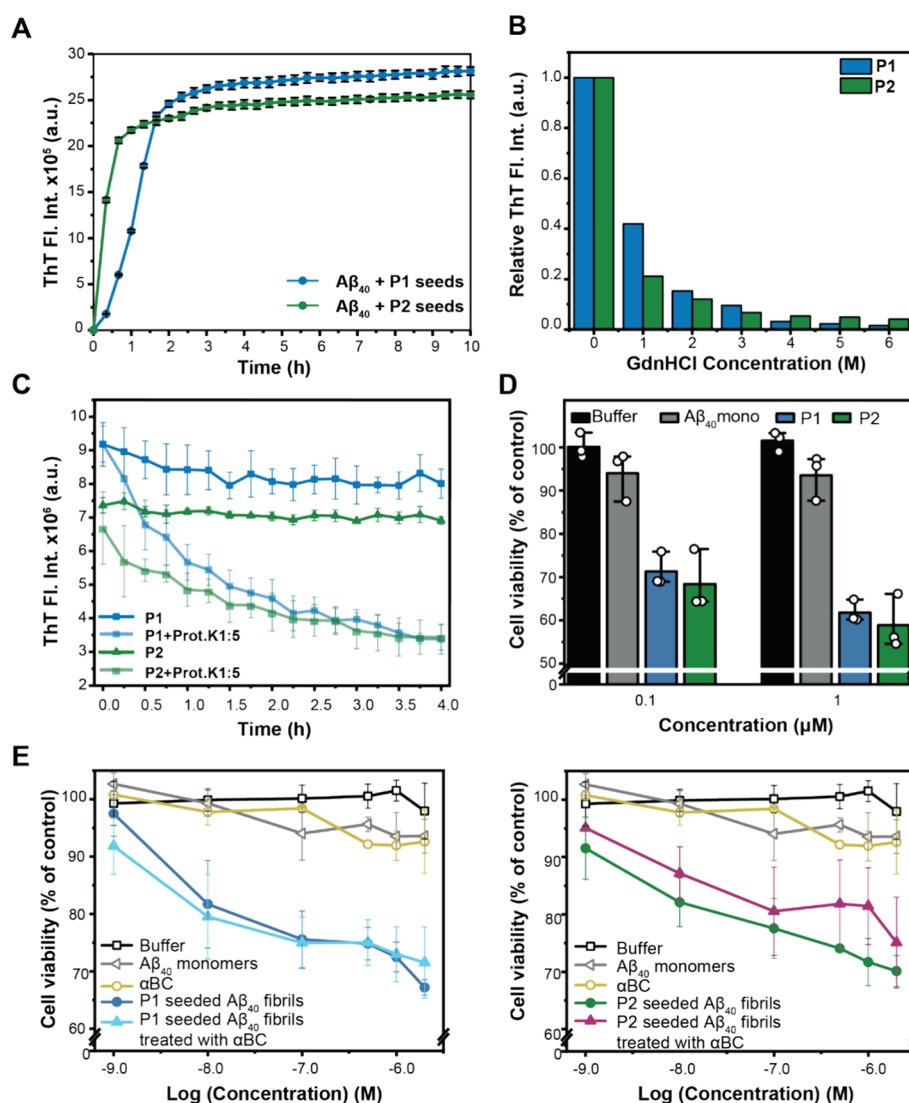 A
ThT Fl. Int. x10⁵ (a.u.)
30
25
20
15
10
5
0
0 1 2 3 4 5 6 7 8 9 10
Time (h)
Aβ₄₀ + P1 seeds
Aβ₄₀ + P2 seeds
B
Relative ThT Fl. Int. (a.u.)
1.0
0.8
0.6
0.4
0.2
0.0
0 1 2 3 4 5 6
GdnHCl Concentration (M)
P1
P2
C
ThT Fl. Int. x10⁶ (a.u.)
10
9
8
7
6
5
4
3
2
0.0 0.5 1.0 1.5 2.0 2.5 3.0 3.5 4.0
Time (h)
P1
P1+Prot.K1:5
P2
P2+Prot.K1:5
D
Cell viability (% of control)
100
90
80
70
60
50
0
0.1 1
Concentration (µM)
Buffer Aβ₄₀mono P1 P2
E
Cell viability (% of control)
100
90
80
70
60
0
-9.0 -8.0 -7.0 -6.0
Log (Concentration) (M)
Buffer
Aβ₄₀ monomers
αBC
P1 seeded Aβ₄₀ fibrils
P1 seeded Aβ₄₀ fibrils
treated with αBC
Cell viability (% of control)
100
90
80
70
60
0
-9.0 -8.0 -7.0 -6.0
Log (Concentration) (M)
Buffer
Aβ₄₀ monomers
αBC
P2 seeded Aβ₄₀ fibrils
P2 seeded Aβ₄₀ fibrils
treated with αBC